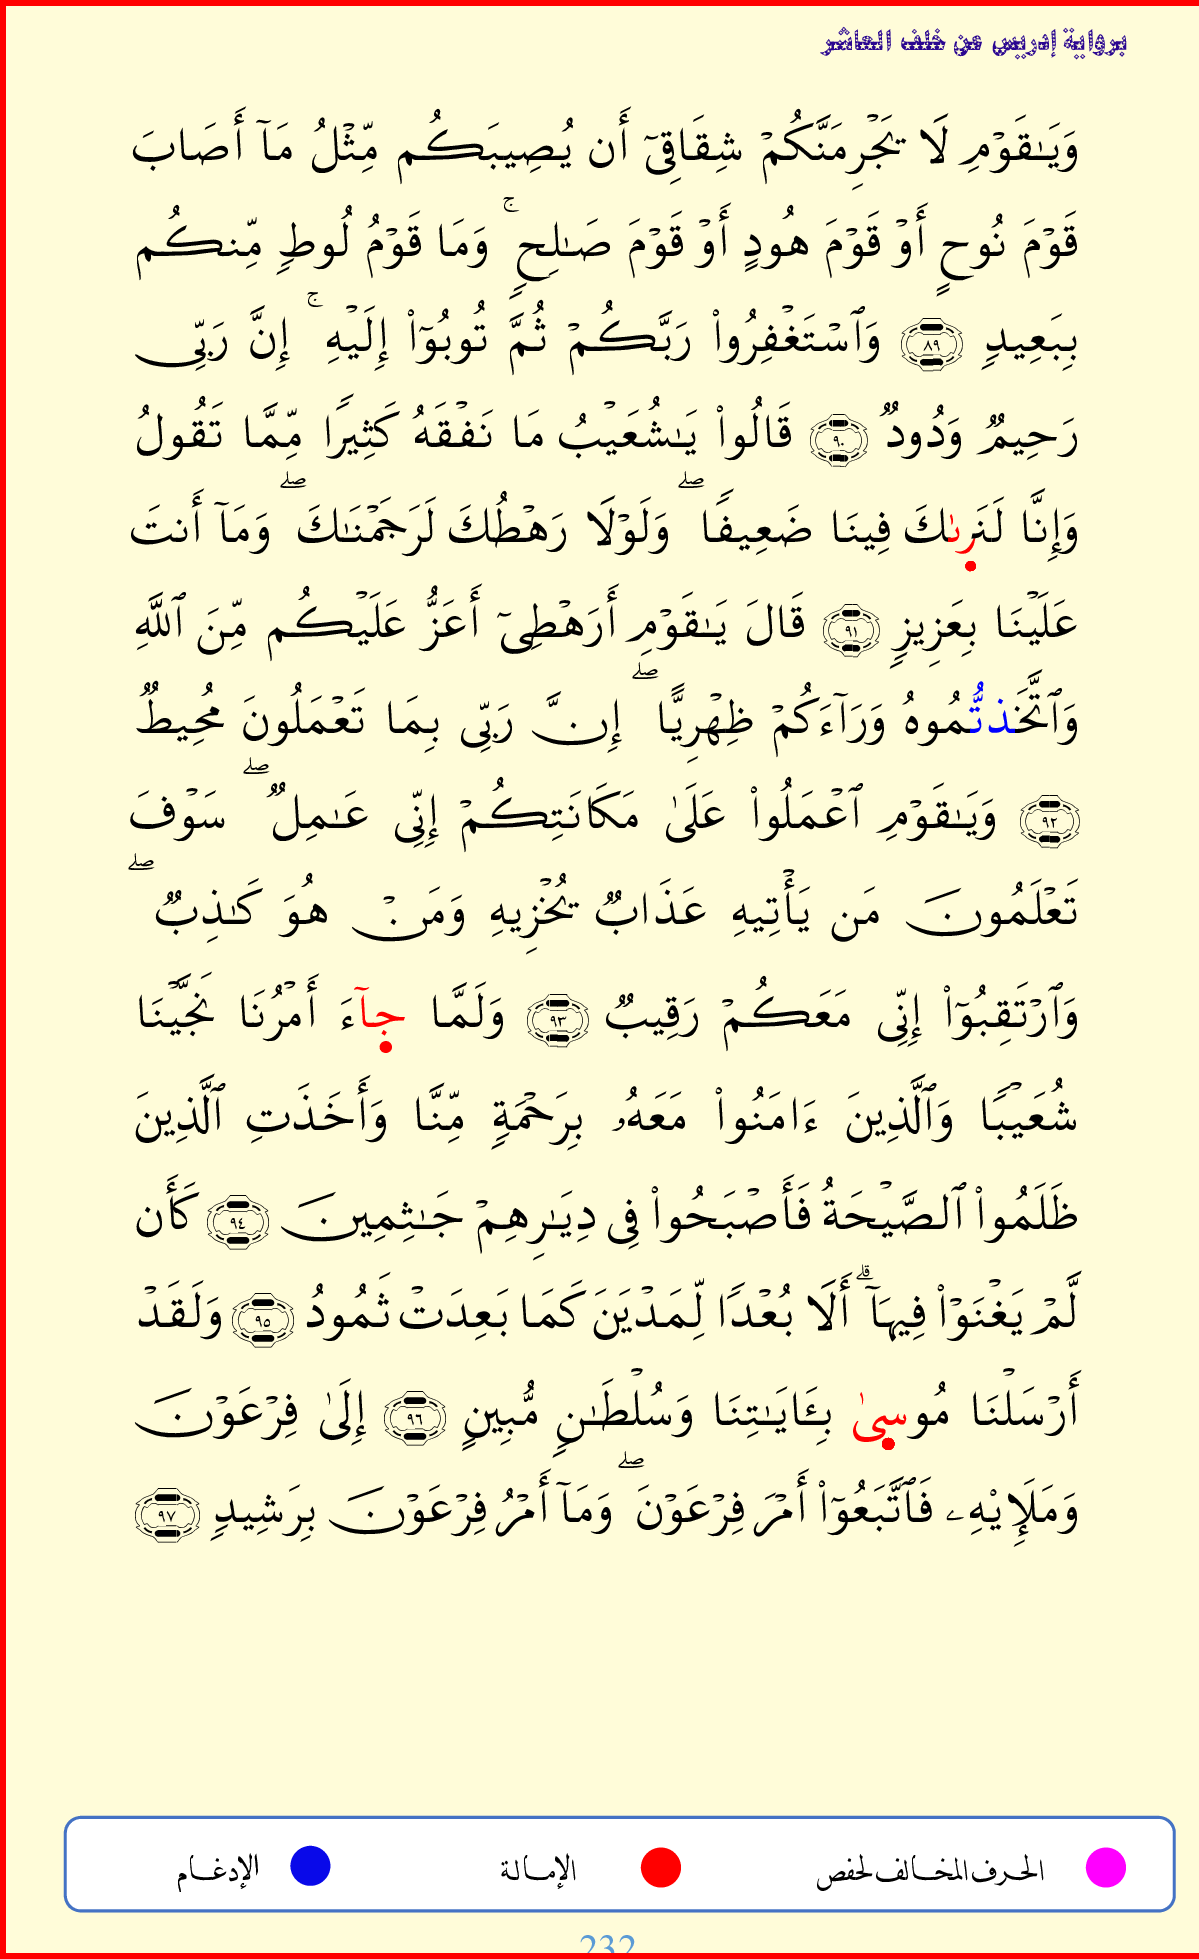 برواية إدريس عن خلف العاشر
وَيَـٰقَوْمِ لَا يَجْرِمَنَّكُمْ شِقَاقِىٓ أَن يُصِيبَكُم مِّثْلُ مَآ أَصَابَ
قَوْمَ نُوحٍ أَوْ قَوْمَ هُودٍ أَوْ قَوْمَ صَـٰلِحٍ ۚ وَمَا قَوْمُ لُوطٍ مِّنكُم
بِبَعِيدٍ ٨٩ وَٱسْتَغْفِرُوا۟ رَبَّكُمْ ثُمَّ تُوبُوٓا۟ إِلَيْهِ ۚ إِنَّ رَبِّى
رَحِيمٌ وَدُودٌ ٩٠ قَالُوا۟ يَـٰشُعَيْبُ مَا نَفْقَهُ كَثِيرًا مِّمَّا تَقُولُ
وَإِنَّا لَنَرِىٰكَ فِينَا ضَعِيفًا ۖ وَلَوْلَا رَهْطُكَ لَرَجَمْنَـٰكَ ۖ وَمَآ أَنتَ
عَلَيْنَا بِعَزِيزٍ ٩١ قَالَ يَـٰقَوْمِ أَرَهْطِىٓ أَعَزُّ عَلَيْكُم مِّنَ ٱللَّهِ
وَٱتَّخَذتُّمُوهُ وَرَآءَكُمْ ظِهْرِيًّا ۖ إِنَّ رَبِّى بِمَا تَعْمَلُونَ مُحِيطٌ
٩٢ وَيَـٰقَوْمِ ٱعْمَلُوا۟ عَلَىٰ مَكَانَتِكُمْ إِنِّى عَـٰمِلٌ ۖ سَوْفَ
تَعْلَمُونَ مَن يَأْتِيهِ عَذَابٌ يُخْزِيهِ وَمَنْ هُوَ كَـٰذِبٌ ۖ
وَٱرْتَقِبُوٓا۟ إِنِّى مَعَكُمْ رَقِيبٌ ٩٣ وَلَمَّا جِآءَ أَمْرُنَا نَجَّيْنَا
شُعَيْبًا وَٱلَّذِينَ ءَامَنُوا۟ مَعَهُۥ بِرَحْمَةٍ مِّنَّا وَأَخَذَتِ ٱلَّذِينَ
ظَلَمُوا۟ ٱلصَّيْحَةُ فَأَصْبَحُوا۟ فِى دِيَـٰرِهِمْ جَـٰثِمِينَ ٩٤ كَأَن
لَّمْ يَغْنَوْا۟ فِيهَآ ۗ أَلَا بُعْدًا لِّمَدْيَنَ كَمَا بَعِدَتْ ثَمُودُ ٩٥ وَلَقَدْ
أَرْسَلْنَا مُوسِىٰ بِـَٔايَـٰتِنَا وَسُلْطَـٰنٍ مُّبِينٍ ٩٦ إِلَىٰ فِرْعَوْنَ
وَمَلَإِي۟هِۦ فَٱتَّبَعُوٓا۟ أَمْرَ فِرْعَوْنَ ۖ وَمَآ أَمْرُ فِرْعَوْنَ بِرَشِيدٍ ٩٧
الحرف المخالف لحفص الإمالة الإدغام
232